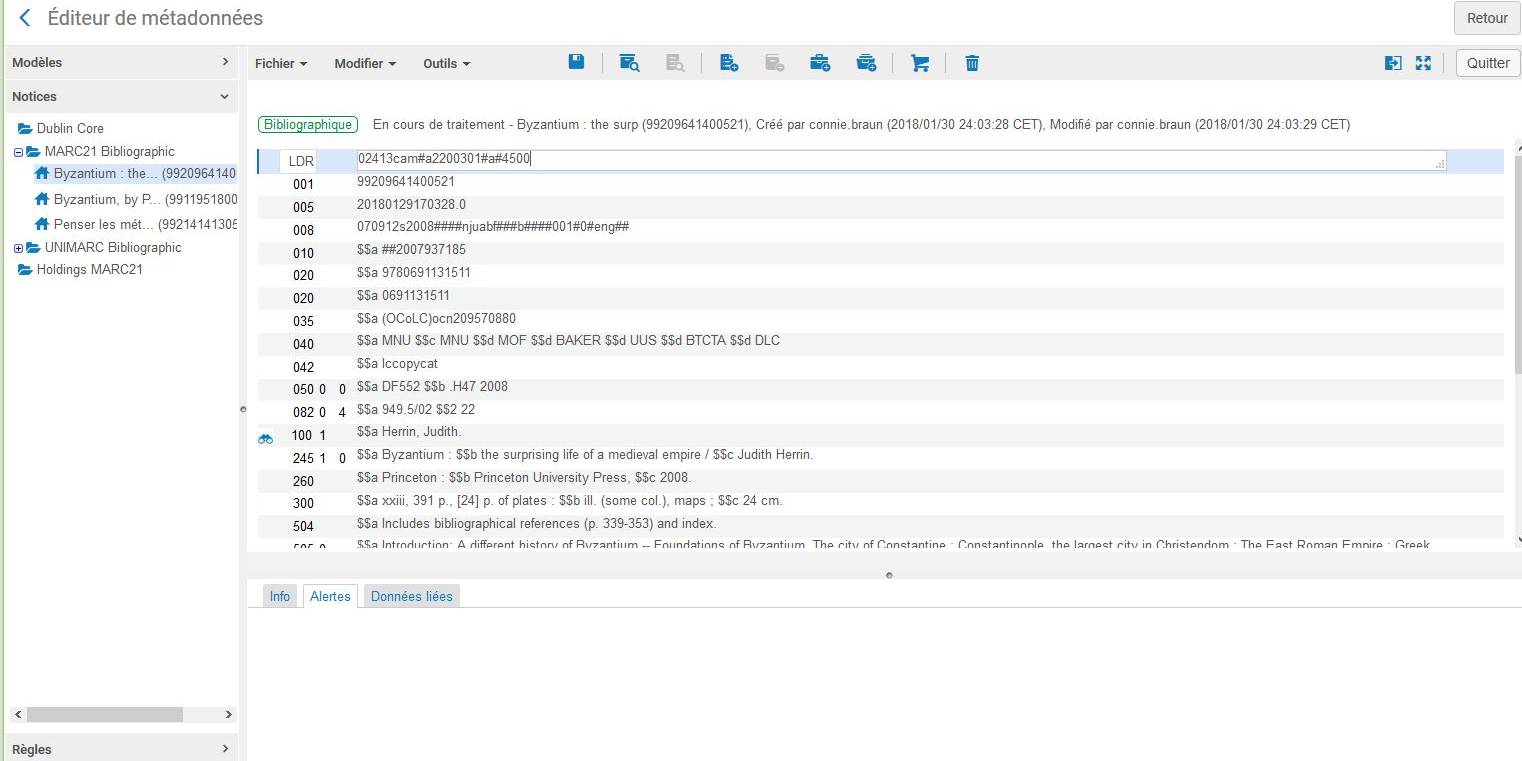 Éditeur de métadonnées
Retour
Modèles
Notices
Dublin Core
MARC21 Bibliographic
Byzantium : the... (992096140
Byzantium, by P... (9911951800
Penser les mét... (99214141305
UNIMARC Bibliographic
Holdings MARC21
Règles
Fichier Modifier Outils
Quitter
Bibliographique En cours de traitement - Byzantium : the surp (99209641400521), Créé par connie.braun (2018/01/30 24:03:28 CET), Modifié par connie.braun (2018/01/30 24:03:29 CET)
LDR 02413cam#a2200301#a#4500
001 99209641400521
005 20180129170328.0
008 070912s2008####njuabf###b####001#0#eng##
010 $$a ##2007937185
020 $$a 9780691131511
020 $$a 0691131511
035 $$a (OCoLC)ocn209570880
040 $$a MNU $$c MNU $$d MOF $$d BAKER $$d UUS $$d BTCTA $$d DLC
042 $$a lccopycat
050 0 0 $$a DF552 $$b .H47 2008
082 0 4 $$a 949.5/02 $$2 22
100 1 $$a Herrin, Judith.
245 1 0 $$a Byzantium : $$b the surprising life of a medieval empire / $$c Judith Herrin.
260 $$a Princeton : $$b Princeton University Press, $$c 2008.
300 $$a xxiii, 391 p., [24] p. of plates : $$b ill. (some col.), maps ; $$c 24 cm.
504 $$a Includes bibliographical references (p. 339-353) and index.
505 0 $$a Introduction: A different history of Byzantium -- Foundations of Byzantium. The city of Constantine ; Constantinople, the largest city in Christendom ; The East Roman Empire ; Greek
Info Alertes Données liées